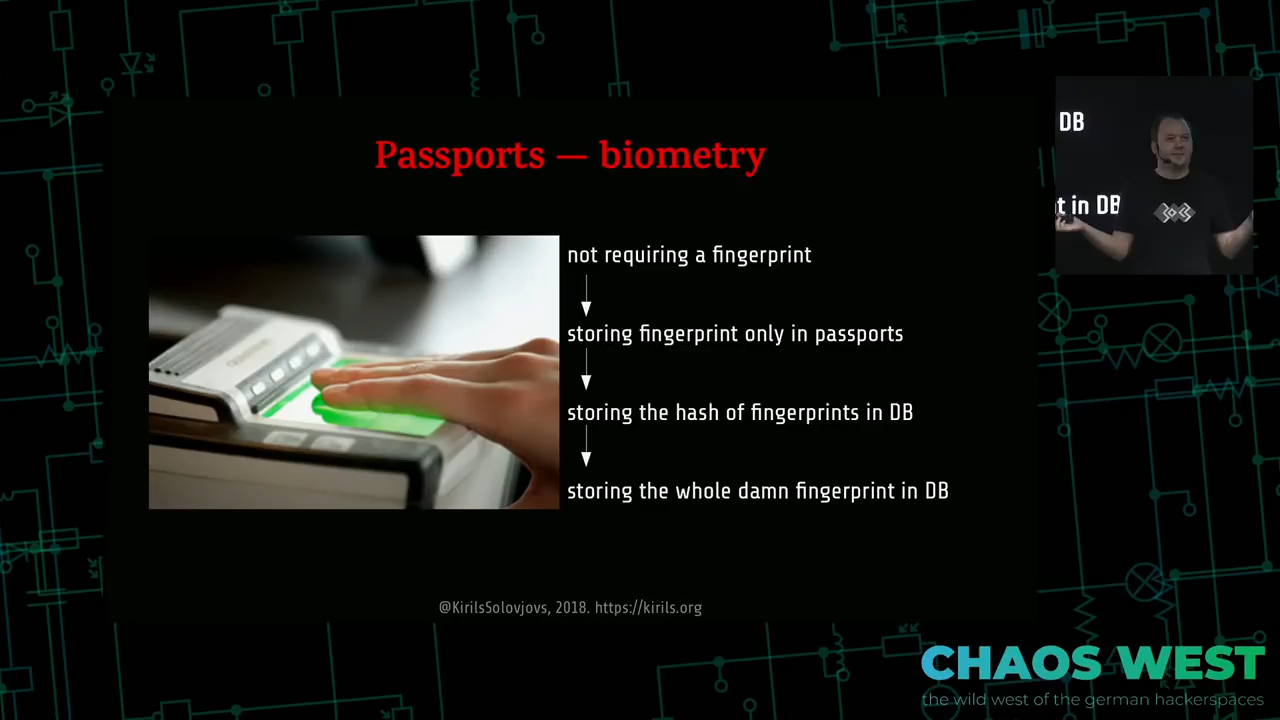 Passports — biometry
not requiring a fingerprint
storing fingerprint only in passports
storing the hash of fingerprints in DB
storing the whole damn fingerprint in DB
@KirilsSolovjovs, 2018. https://kirils.org
DB
t in DB
CHAOS WEST
the wild west of the german hackerspaces